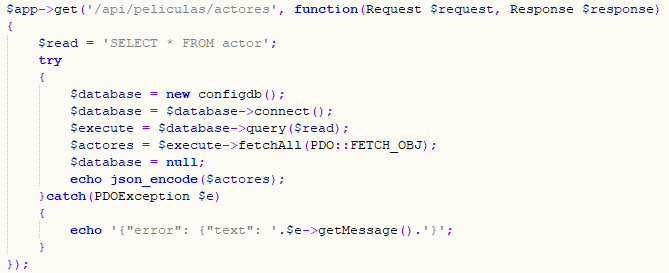 $app->get('/api/peliculas/actores', function(Request $request, Response $response)
{
    $read = 'SELECT * FROM actor';
    try
    {
        $database = new configdb();
        $database = $database->connect();
        $execute = $database->query($read);
        $actores = $execute->fetchAll(PDO::FETCH_OBJ);
        $database = null;
        echo json_encode($actores);
    }catch(PDOException $e)
    {
        echo '{"error": {"text": '.$e->getMessage().'}';
    }
});